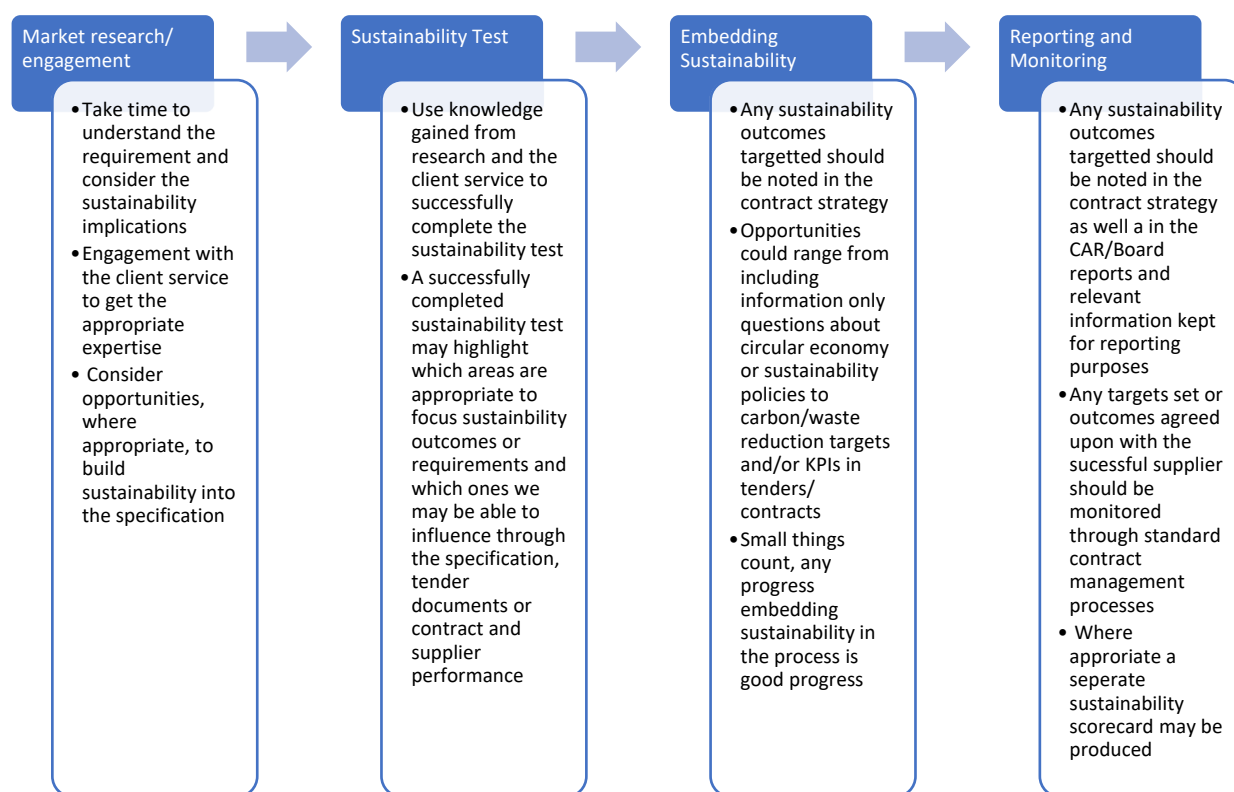 Market research/
engagement
•Take time to
understand the
requirement and
consider the
sustainability
implications
•Engagement with
the client service
to get the
appropriate
expertise
• Consider
opportunities,
where
appropriate, to
build
sustainability into
the specification
Sustainability Test
•Use knowledge
gained from
research and the
client service to
successfully
complete the
sustainability test
•A successfully
completed
sustainability test
may highlight
which areas are
appropriate to
focus sustainbility
outcomes or
requirements and
which ones we
may be able to
influence through
the specification,
tender
documents or
contract and
supplier
performance
Embedding
Sustainability
•Any sustainability
outcomes
targetted should
be noted in the
contract strategy
•Opportunities
could range from
including
information only
questions about
circular economy
or sustainability
policies to
carbon/waste
reduction targets
and/or KPIs in
tenders/
contracts
•Small things
count, any
progress
embedding
sustainability in
the process is
good progress
Reporting and
Monitoring
•Any sustainability
outcomes
targetted should
be noted in the
contract strategy
as well a in the
CAR/Board
reports and
relevant
information kept
for reporting
purposes
•Any targets set or
outcomes agreed
upon with the
sucessful supplier
should be
monitored
through standard
contract
management
processes
• Where
approriate a
seperate
sustainability
scorecard may be
produced